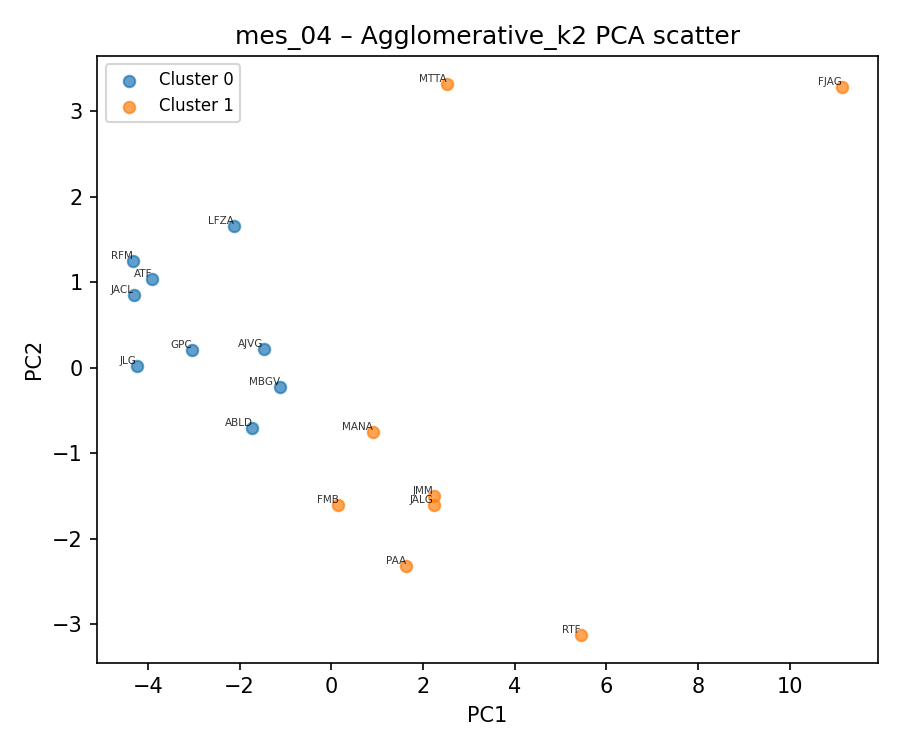 mes_04 – Agglomerative_k2 PCA scatter
Cluster 0
Cluster 1
MTTA
FJAG
LFZA
RFM
ATF
JACL
GPC
AJVG
JLG
MBGV
ABLD
MANA
JMM
FMB
JALG
PAA
RTF
3
2
1
0
−1
−2
−3
PC2
−4
−2
0
2
4
6
8
10
PC1